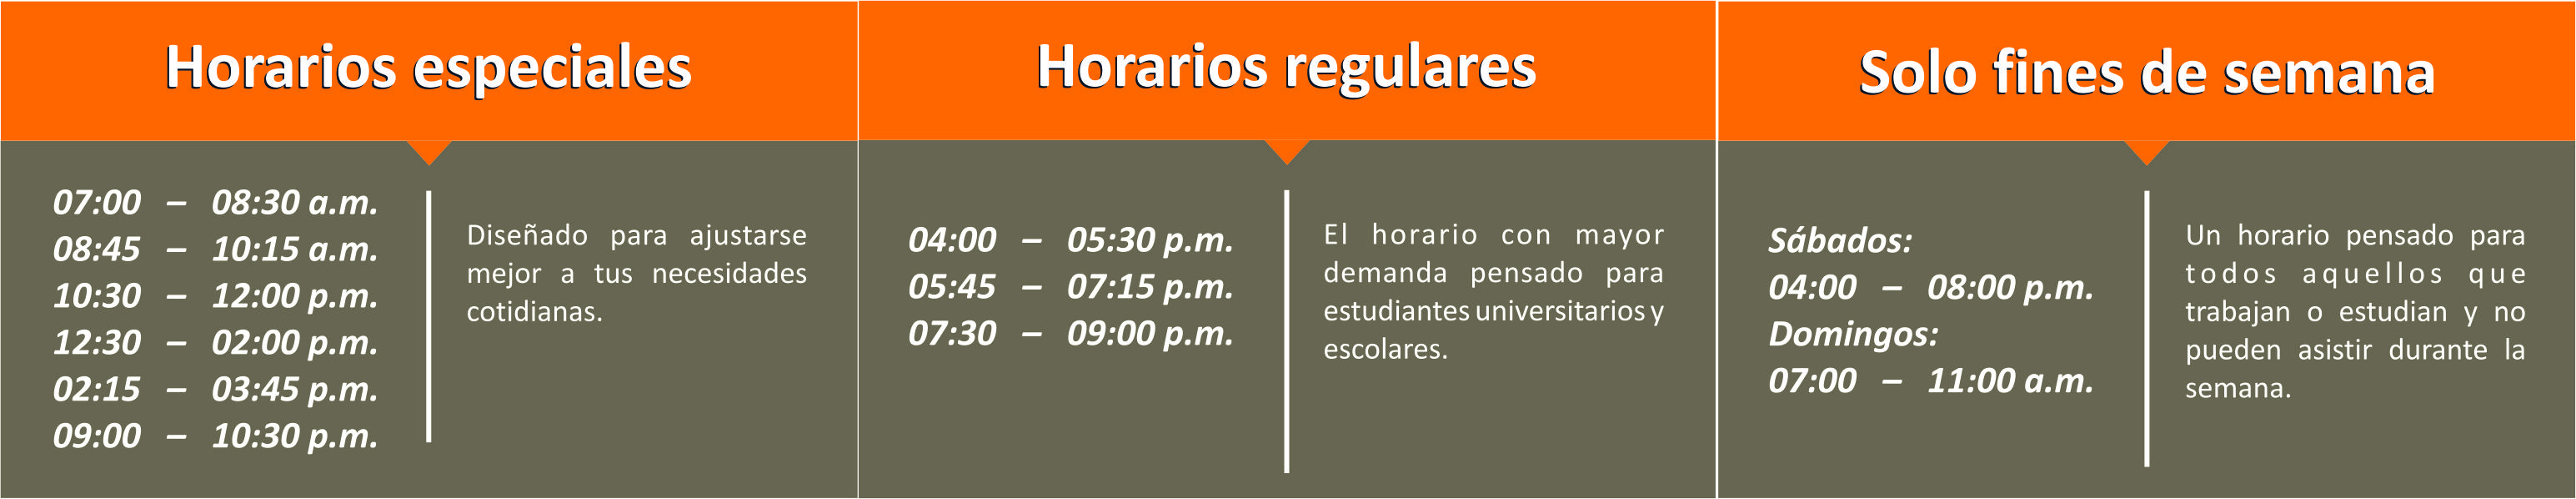 Horarios especiales
07:00 – 08:30 a.m.
08:45 – 10:15 a.m.
10:30 – 12:00 p.m.
12:30 – 02:00 p.m.
02:15 – 03:45 p.m.
09:00 – 10:30 p.m.
Diseñado para ajustarse
mejor a tus necesidades
cotidianas.
Horarios regulares
04:00 – 05:30 p.m.
05:45 – 07:15 p.m.
07:30 – 09:00 p.m.
El horario con mayor
demanda pensado para
estudiantes universitarios y
escolares.
Solo fines de semana
Sábados:
04:00 – 08:00 p.m.
Domingos:
07:00 – 11:00 a.m.
Un horario pensado para
todos aquellos que
trabajan o estudian y no
pueden asistir durante la
semana.